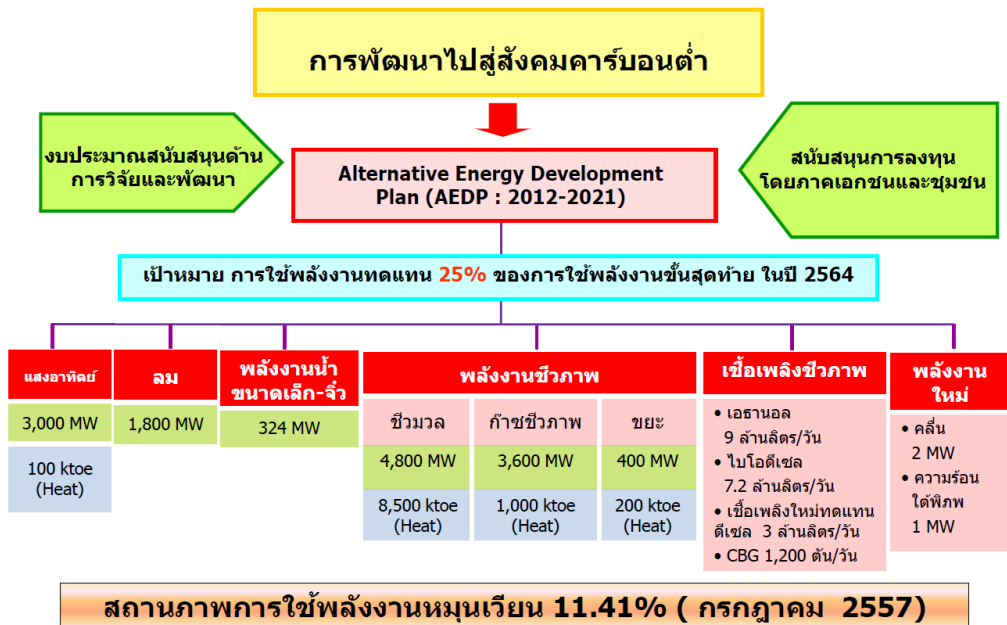 การพัฒนาไปสู่สังคมคาร์บอนต่ำ
งบประมาณสนับสนุนด้าน
การวิจัยและพัฒนา
Alternative Energy Development
Plan (AEDP : 2012-2021)
สนับสนุนการลงทุน
โดยภาคเอกชนและชุมชน
เป้าหมาย การใช้พลังงานทดแทน 25% ของการใช้พลังงานขั้นสุดท้าย ในปี 2564
แสงอาทิตย์
3,000 MW
100 ktoe
(Heat)
ลม
1,800 MW
พลังงานน้ำ
ขนาดเล็ก-จิ๋ว
324 MW
พลังงานชีวภาพ
ชีวมวล
4,800 MW
8,500 ktoe
(Heat)
ก๊าซชีวภาพ
3,600 MW
1,000 ktoe
(Heat)
ขยะ
400 MW
200 ktoe
(Heat)
เชื้อเพลิงชีวภาพ
• เอธานอล
9 ล้านลิตร/วัน
• ไบโอดีเซล
7.2 ล้านลิตร/วัน
• เชื้อเพลิงใหม่ทดแทน
ดีเซล 3 ล้านลิตร/วัน
• CBG 1,200 ตัน/วัน
พลังงาน
ใหม่
• คลื่น
2 MW
• ความร้อน
ใต้พิภพ
1 MW
สถานภาพการใช้พลังงานหมุนเวียน 11.41% ( กรกฎาคม 2557)